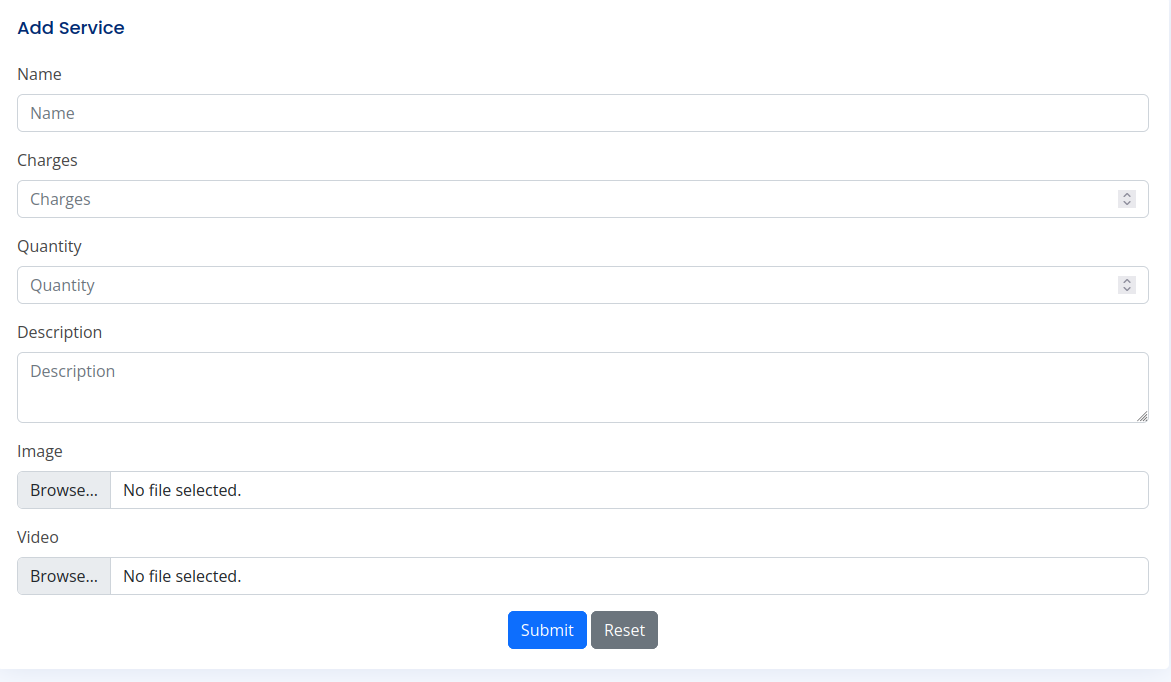 Add Service
Name
Name
Charges
Charges
Quantity
Quantity
Description
Description
Image
Browse... No file selected.
Video
Browse... No file selected.
Submit Reset